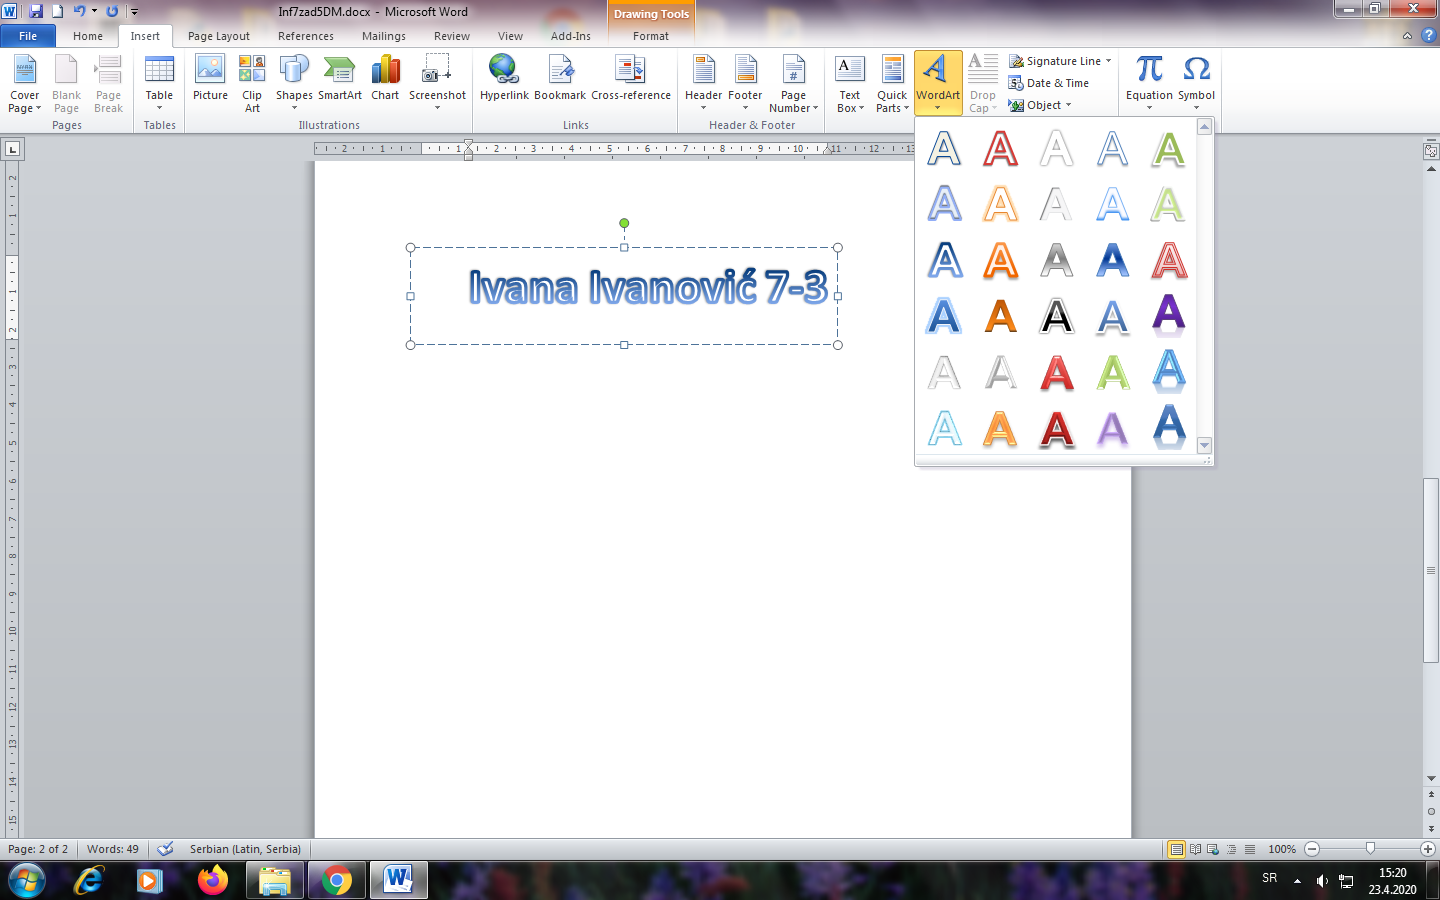 Inf7zad5DM.docx - Microsoft Word
Drawing Tools
File Home Insert Page Layout References Mailings Review View Add-Ins Format
Cover Page
Blank Page
Page Break
Pages
Table
Tables
Picture
Clip Art
Shapes
SmartArt
Chart
Screenshot
Illustrations
Hyperlink
Bookmark
Cross-reference
Links
Header
Footer
Page Number
Header & Footer
Text Box
Quick Parts
WordArt
Drop Cap
Signature Line
Date & Time
Object
Equation
Symbol
Ivana Ivanović 7-3
Page: 2 of 2
Words: 49
Serbian (Latin, Serbia)
100%
SR
15:20
23.4.2020